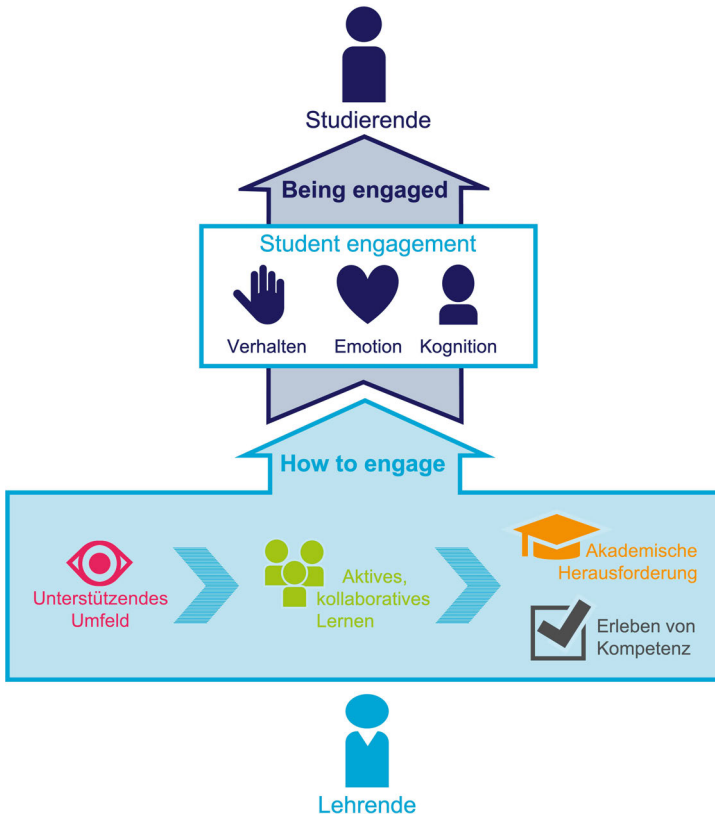 Studierende
Being engaged
Student engagement
Verhalten
Emotion
Kognition
How to engage
Unterstützendes
Umfeld
Aktives,
kollaboratives
Lernen
Akademische
Herausforderung
Erleben von
Kompetenz
Lehrende